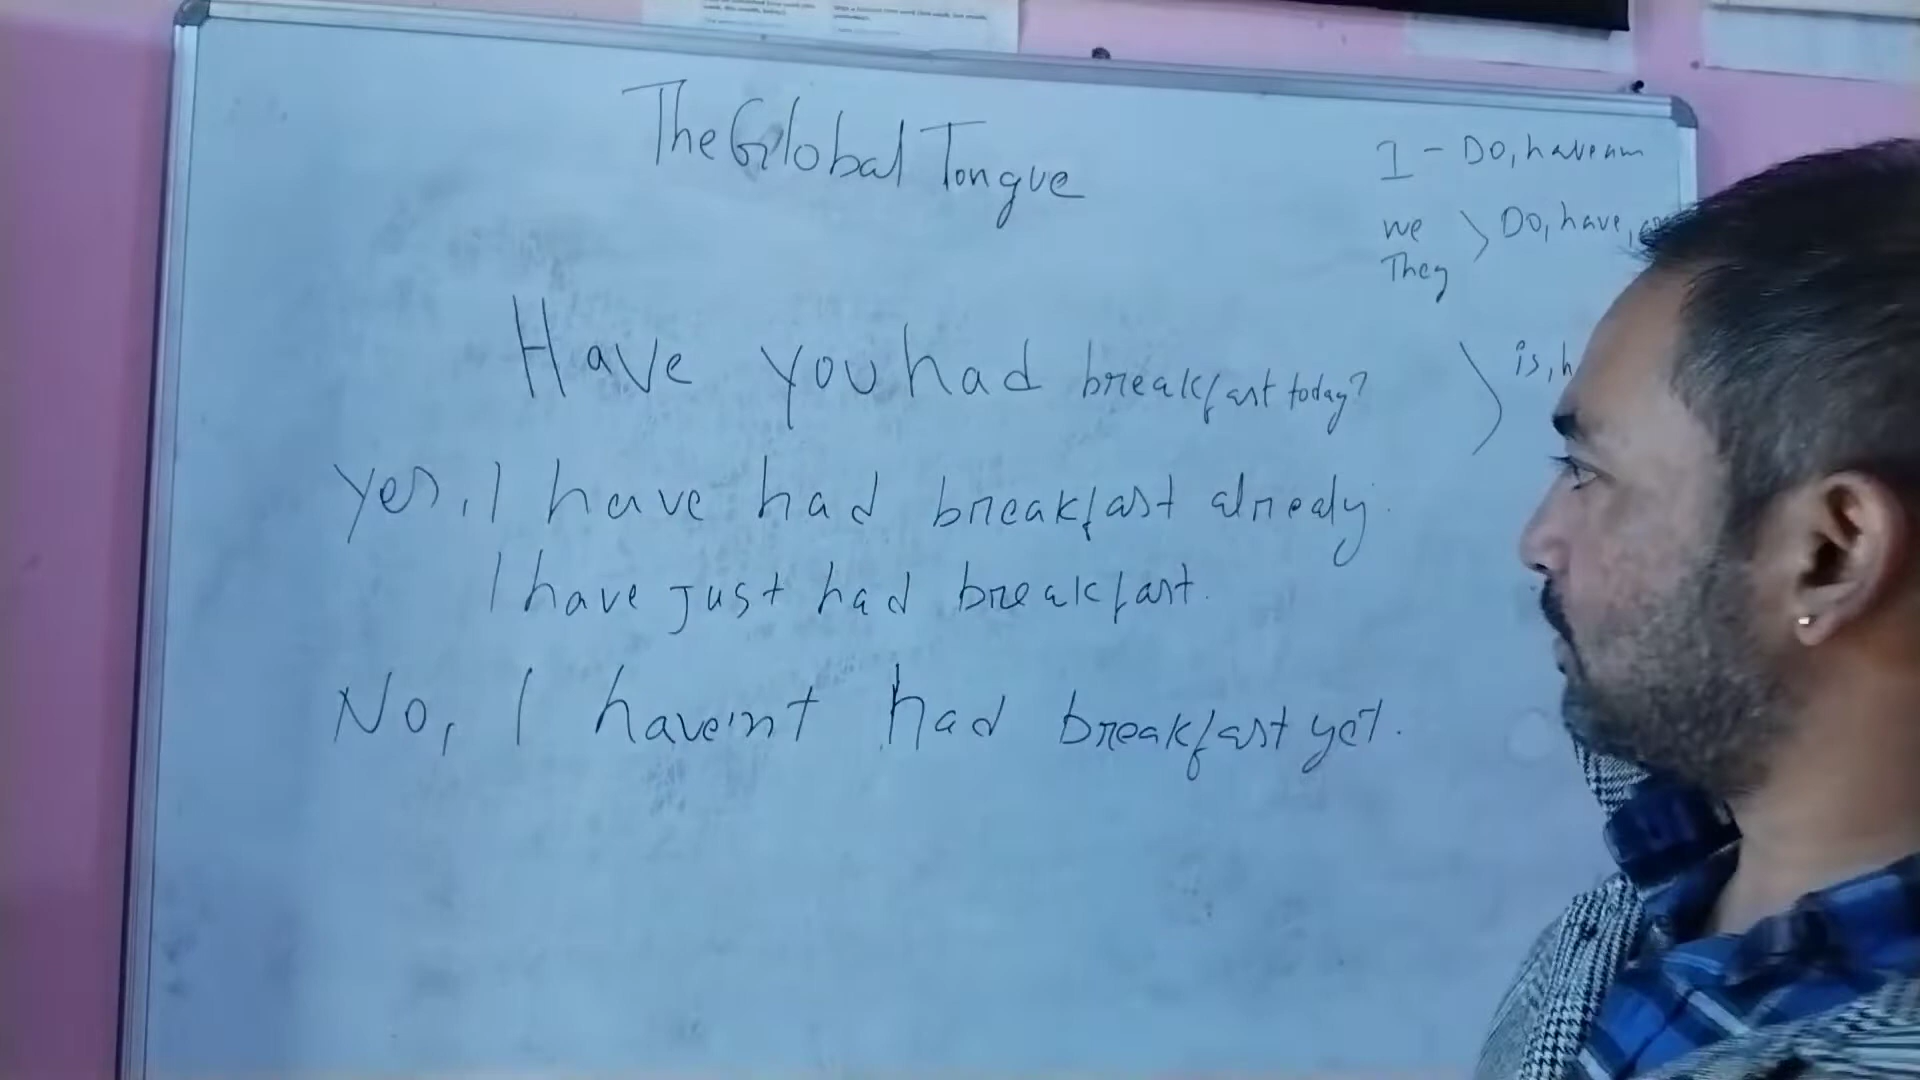 The Global Tongue
I - Do, have am
we
They
Do, have,
is, h
Have you had breakfast today?
Yes, I have had breakfast already.
I have just had breakfast.
No, I haven't had breakfast yet.